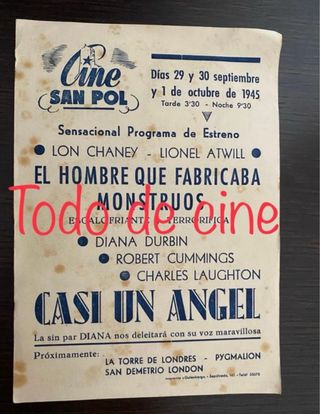 Cine
SAN POL
Días 29 y 30 septiembre
y 1 de octubre de 1945
Tarde 3'30 - Noche 9'30
Sensacional Programa de Estreno
LON CHANEY - LIONEL ATWILL
EL HOMBRE QUE FABRICABA
MONSTRUOS
Todo de cine
ESCALOFRIANTE TERRORIFICA
DIANA DURBIN
ROBERT CUMMINGS
CHARLES LAUGHTON
CASI UN ANGEL
La sin par DIANA nos deleitará con su voz maravillosa
Próximamente:
LA TORRE DE LONDRES - PYGMALION
SAN DEMETRIO LONDON